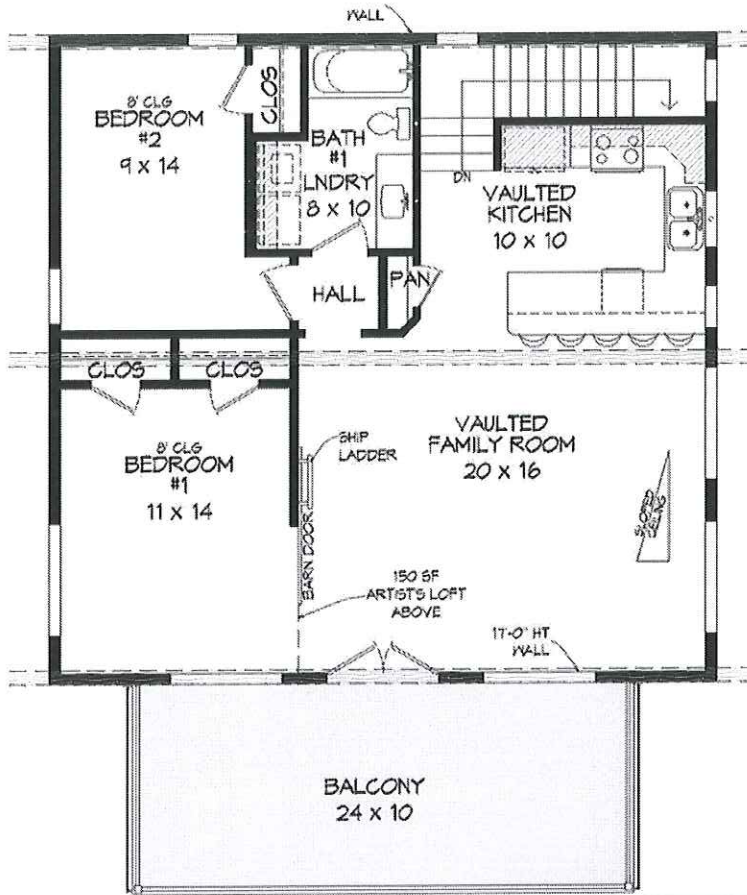 WALL
8' CLG
BEDROOM
#2
9 x 14
CLOS
BATH
#1
LNDRY
8 x 10
DN
VAULTED
KITCHEN
10 x 10
HALL
PAN
CLOS
CLOS
8' CLG
BEDROOM
#1
11 x 14
SHIP
LADDER
VAULTED
FAMILY ROOM
20 x 16
SLOPED
CEILING
BARN DOOR
150 SF
ARTIST'S LOFT
ABOVE
17'-0" HT
WALL
BALCONY
24 x 10